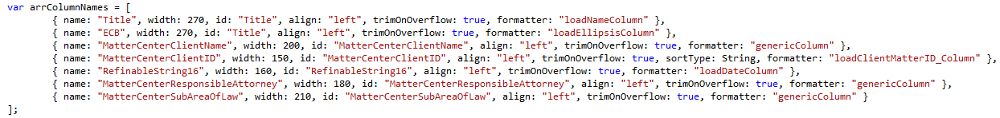 var arrColumnNames = [
{ name: "Title", width: 270, id: "Title", align: "left", trimOnOverflow: true, formatter: "loadNameColumn" },
{ name: "ECB", width: 270, id: "Title", align: "left", trimOnOverflow: true, formatter: "loadEllipsisColumn" },
{ name: "MatterCenterClientName", width: 200, id: "MatterCenterClientName", align: "left", trimOnOverflow: true, formatter: "genericColumn" },
{ name: "MatterCenterClientID", width: 150, id: "MatterCenterClientID", align: "left", trimOnOverflow: true, sortType: String, formatter: "loadClientMatterID_Column" },
{ name: "RefinableString16", width: 160, id: "RefinableString16", align: "left", trimOnOverflow: true, formatter: "loadDateColumn" },
{ name: "MatterCenterResponsibleAttorney", width: 180, id: "MatterCenterResponsibleAttorney", align: "left", trimOnOverflow: true, formatter: "genericColumn" },
{ name: "MatterCenterSubAreaOfLaw", width: 210, id: "MatterCenterSubAreaOfLaw", align: "left", trimOnOverflow: true, formatter: "genericColumn" }
];